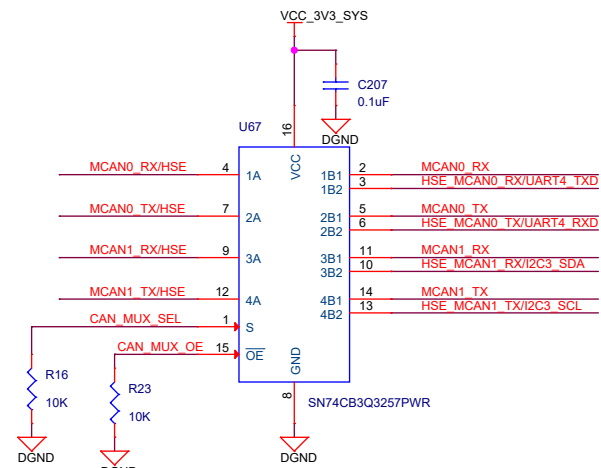 VCC_3V3_SYS
C207
0.1uF
DGND
U67
16
VCC
MCAN0_RX/HSE 4 1A 1B1 2 MCAN0_RX
1B2 3 HSE_MCAN0_RX/UART4_TXD
MCAN0_TX/HSE 7 2A 2B1 5 MCAN0_TX
2B2 6 HSE_MCAN0_TX/UART4_RXD
MCAN1_RX/HSE 9 3A 3B1 11 MCAN1_RX
3B2 10 HSE_MCAN1_RX/I2C3_SDA
MCAN1_TX/HSE 12 4A 4B1 14 MCAN1_TX
4B2 13 HSE_MCAN1_TX/I2C3_SCL
CAN_MUX_SEL 1 S
CAN_MUX_OE 15 OE
GND
8
SN74CB3Q3257PWR
R16
10K
R23
10K
DGND
DGND
DGND